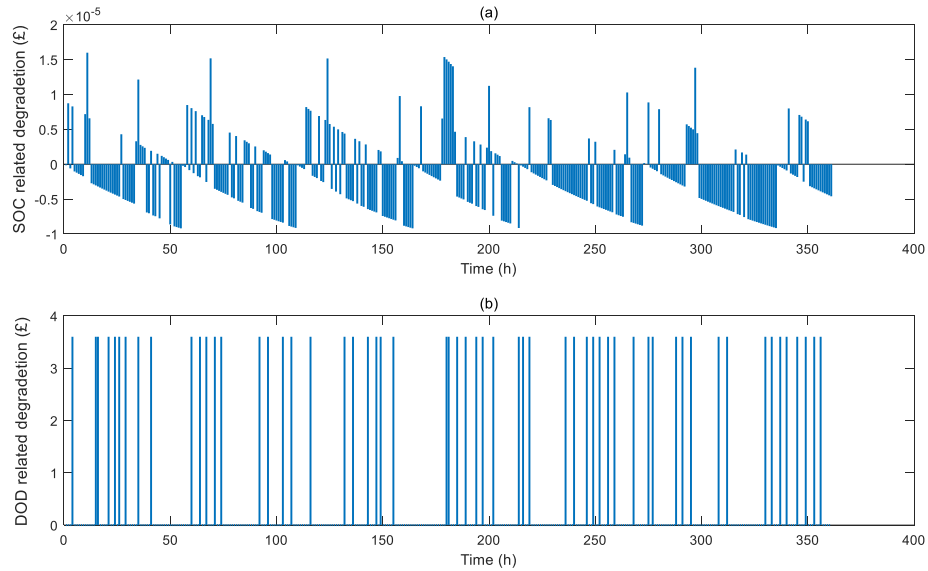 (a)
×10-5
2
1.5
1
0.5
0
-0.5
-1
SOC related degradetion (£)
0 50 100 150 200 250 300 350 400
Time (h)
(b)
4
3
2
1
0
DOD related degradetion (£)
0 50 100 150 200 250 300 350 400
Time (h)